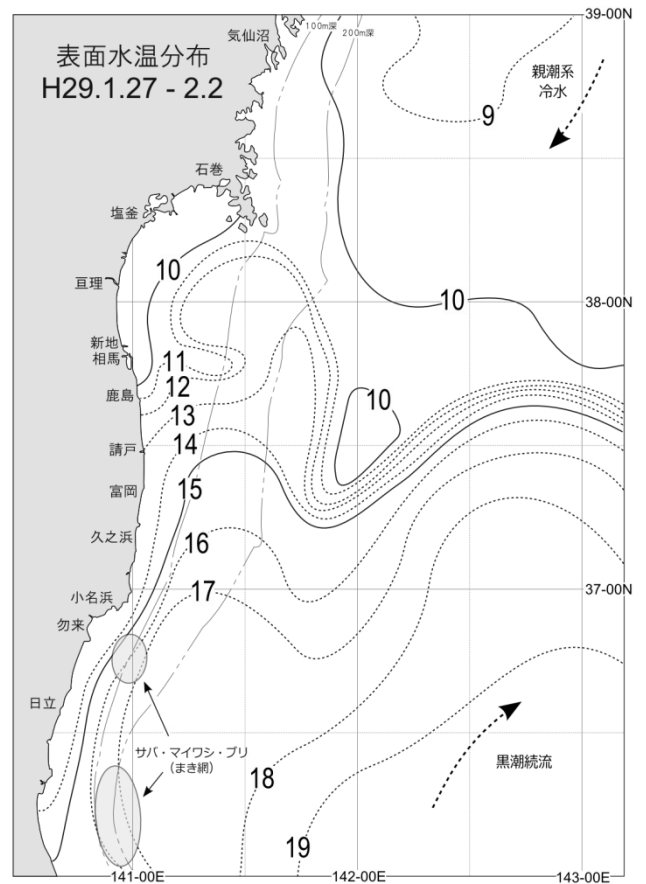 39-00N
100m深
200m深
気仙沼
表面水温分布
H29.1.27 - 2.2
親潮系
冷水
9
石巻
塩釜
10
亘理
10
38-00N
新地
相馬
11
鹿島
12
10
13
請戸
14
富岡
15
久之浜
16
小名浜
17
37-00N
勿来
日立
サバ・マイワシ・ブリ
(まき網)
黒潮続流
18
19
141-00E
142-00E
143-00E